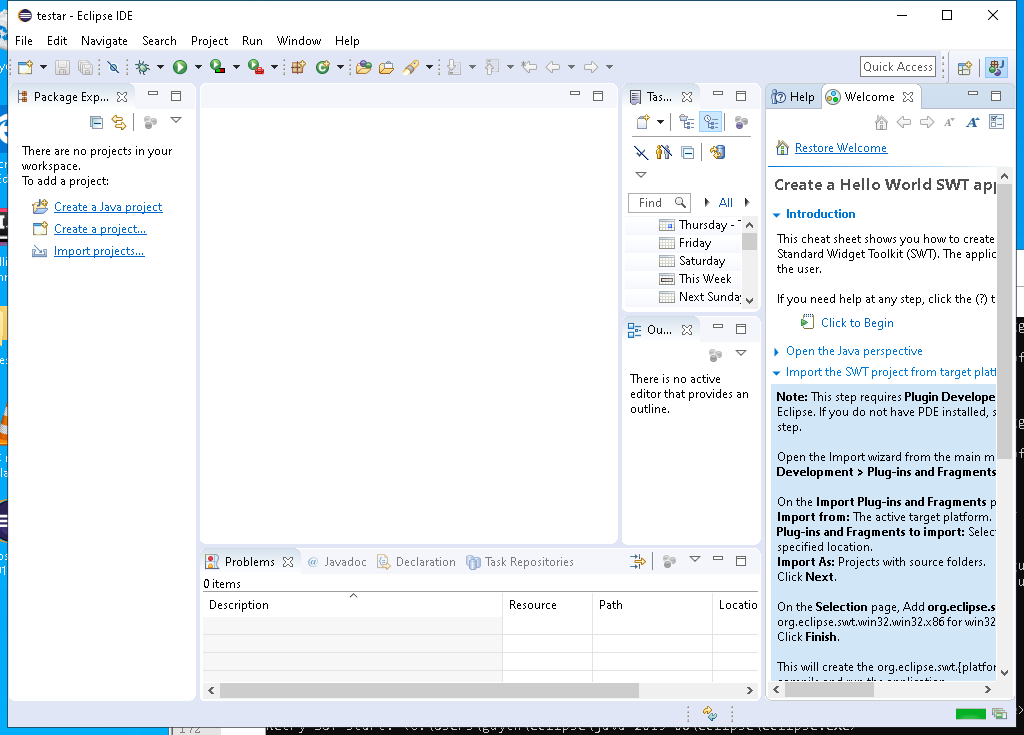 testar - Eclipse IDE
File Edit Navigate Search Project Run Window Help
Quick Access
Package Exp...
There are no projects in your
workspace.
To add a project:
Create a Java project
Create a project...
Import projects...
Tas...
Find
All
Thursday -
Friday
Saturday
This Week
Next Sunday
Ou...
There is no active
editor that provides an
outline.
Help
Welcome
Restore Welcome
Create a Hello World SWT app
Introduction
This cheat sheet shows you how to create
Standard Widget Toolkit (SWT). The applic
the user.
If you need help at any step, click the (?) t
Click to Begin
Open the Java perspective
Import the SWT project from target platf
Note: This step requires Plugin Develope
Eclipse. If you do not have PDE installed, s
step.
Open the Import wizard from the main m
Development > Plug-ins and Fragments
On the Import Plug-ins and Fragments p
Import from: The active target platform.
Plug-ins and Fragments to import: Selec
specified location.
Import As: Projects with source folders.
Click Next.
On the Selection page, Add org.eclipse.s
org.eclipse.swt.win32.win32.x86 for win32
Click Finish.
This will create the org.eclipse.swt.{platfor
compile and run the application
Problems
Javadoc
Declaration
Task Repositories
0 items
Description Resource Path Locatio
172